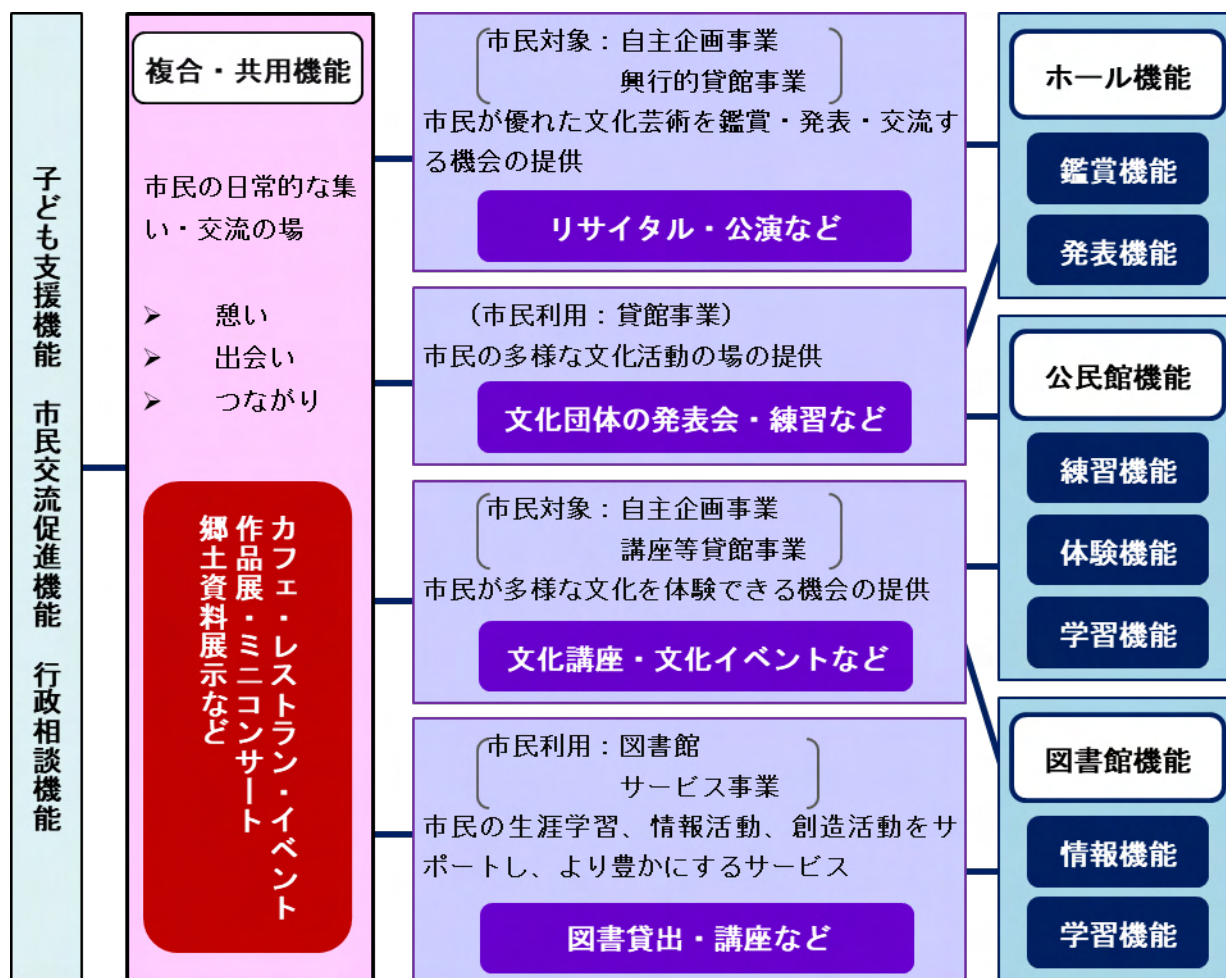 子ども支援機能　市民交流促進機能　行政相談機能
複合・共用機能
市民の日常的な集
い・交流の場
➢ 憩い
➢ 出会い
➢ つながり
カフェ・レストラン・イベント
作品展・ミニコンサート
郷土資料展示など
市民対象：自主企画事業
興行的貸館事業
市民が優れた文化芸術を鑑賞・発表・交流す
る機会の提供
リサイタル・公演など
（市民利用：貸館事業）
市民の多様な文化活動の場の提供
文化団体の発表会・練習など
市民対象：自主企画事業
講座等貸館事業
市民が多様な文化を体験できる機会の提供
文化講座・文化イベントなど
市民利用：図書館
サービス事業
市民の生涯学習、情報活動、創造活動をサ
ポートし、より豊かにするサービス
図書貸出・講座など
ホール機能
鑑賞機能
発表機能
公民館機能
練習機能
体験機能
学習機能
図書館機能
情報機能
学習機能